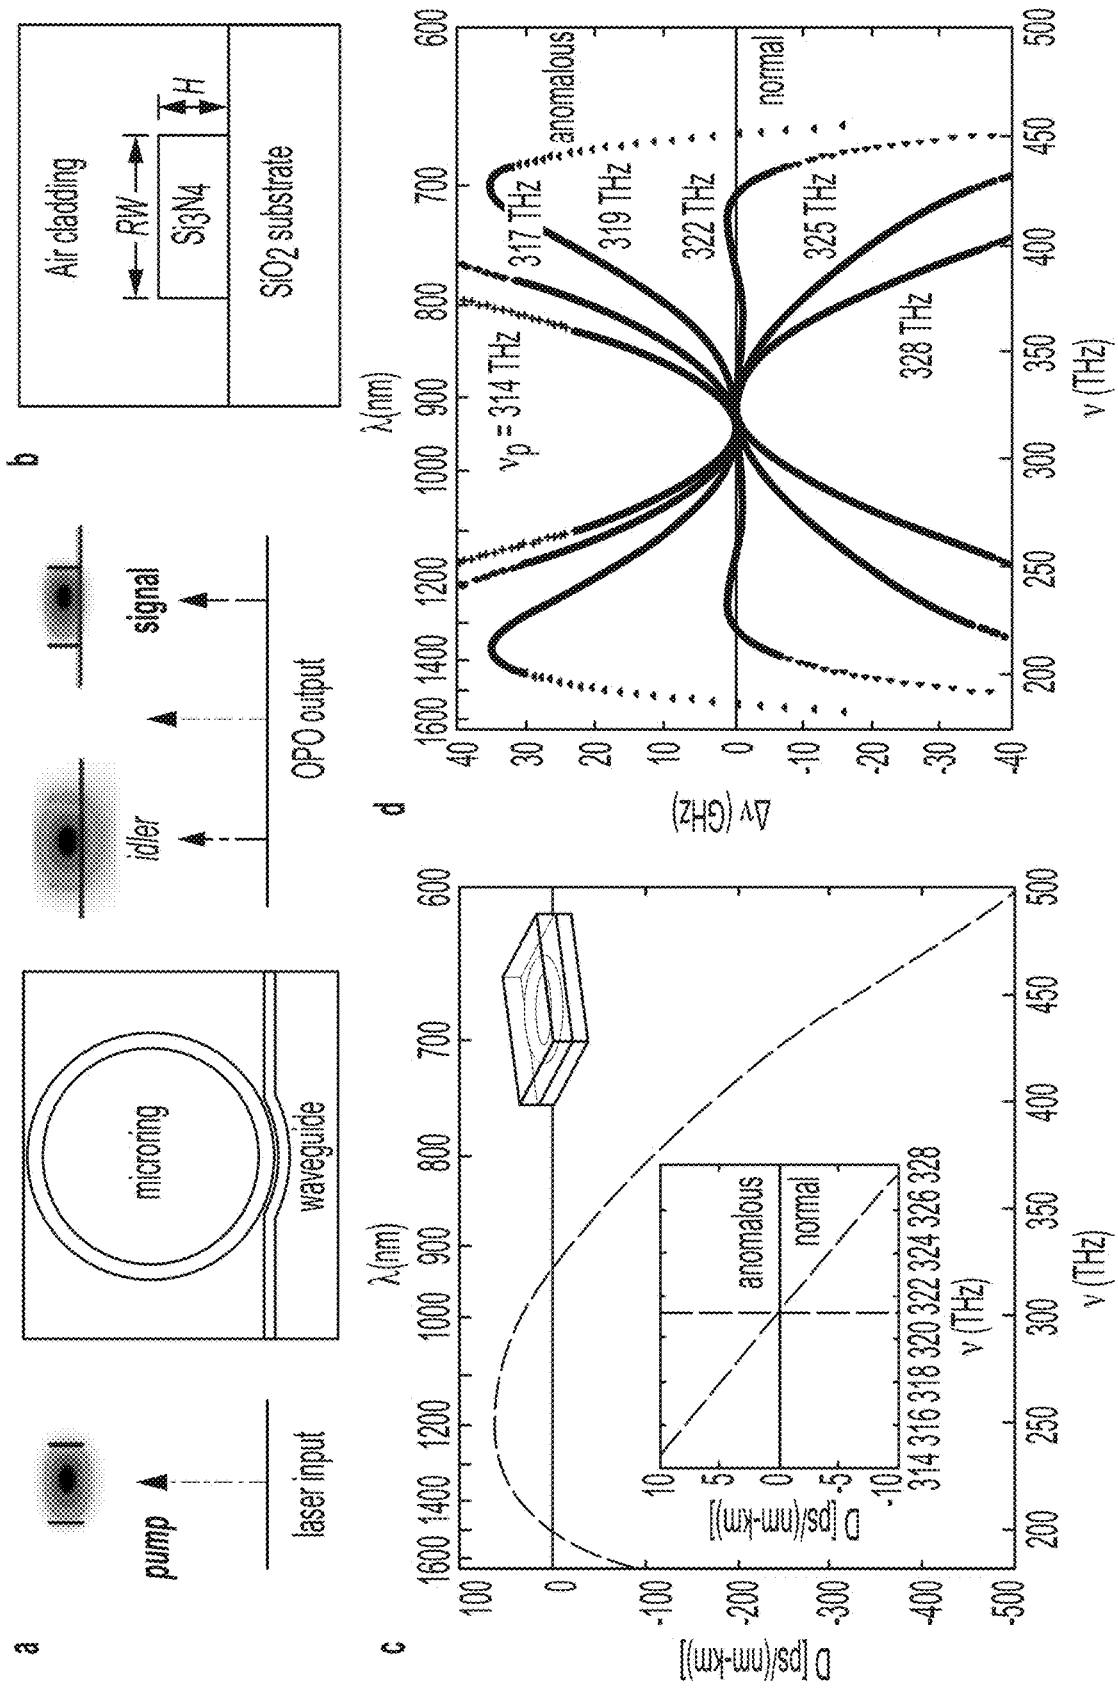 a
pump
laser input
microring
waveguide
idler
signal
OPO output
b
Air cladding
RW
H
Si3N4
SiO2 substrate
c
λ(nm)
1600 1400 1200 1000 900 800 700 600
D [ps/(nm-km)]
100
0
-100
-200
-300
-400
-500
200 250 300 350 400 450 500
ν (THz)
D [ps/(nm-km)]
10
5
0
-5
-10
anomalous
normal
314 316 318 320 322 324 326 328
ν (THz)
d
λ(nm)
1600 1400 1200 1000 900 800 700 600
Δν (GHz)
40
30
20
10
0
-10
-20
-30
-40
νp = 314 THz
317 THz
319 THz
322 THz
325 THz
328 THz
anomalous
normal
200 250 300 350 400 450 500
ν (THz)